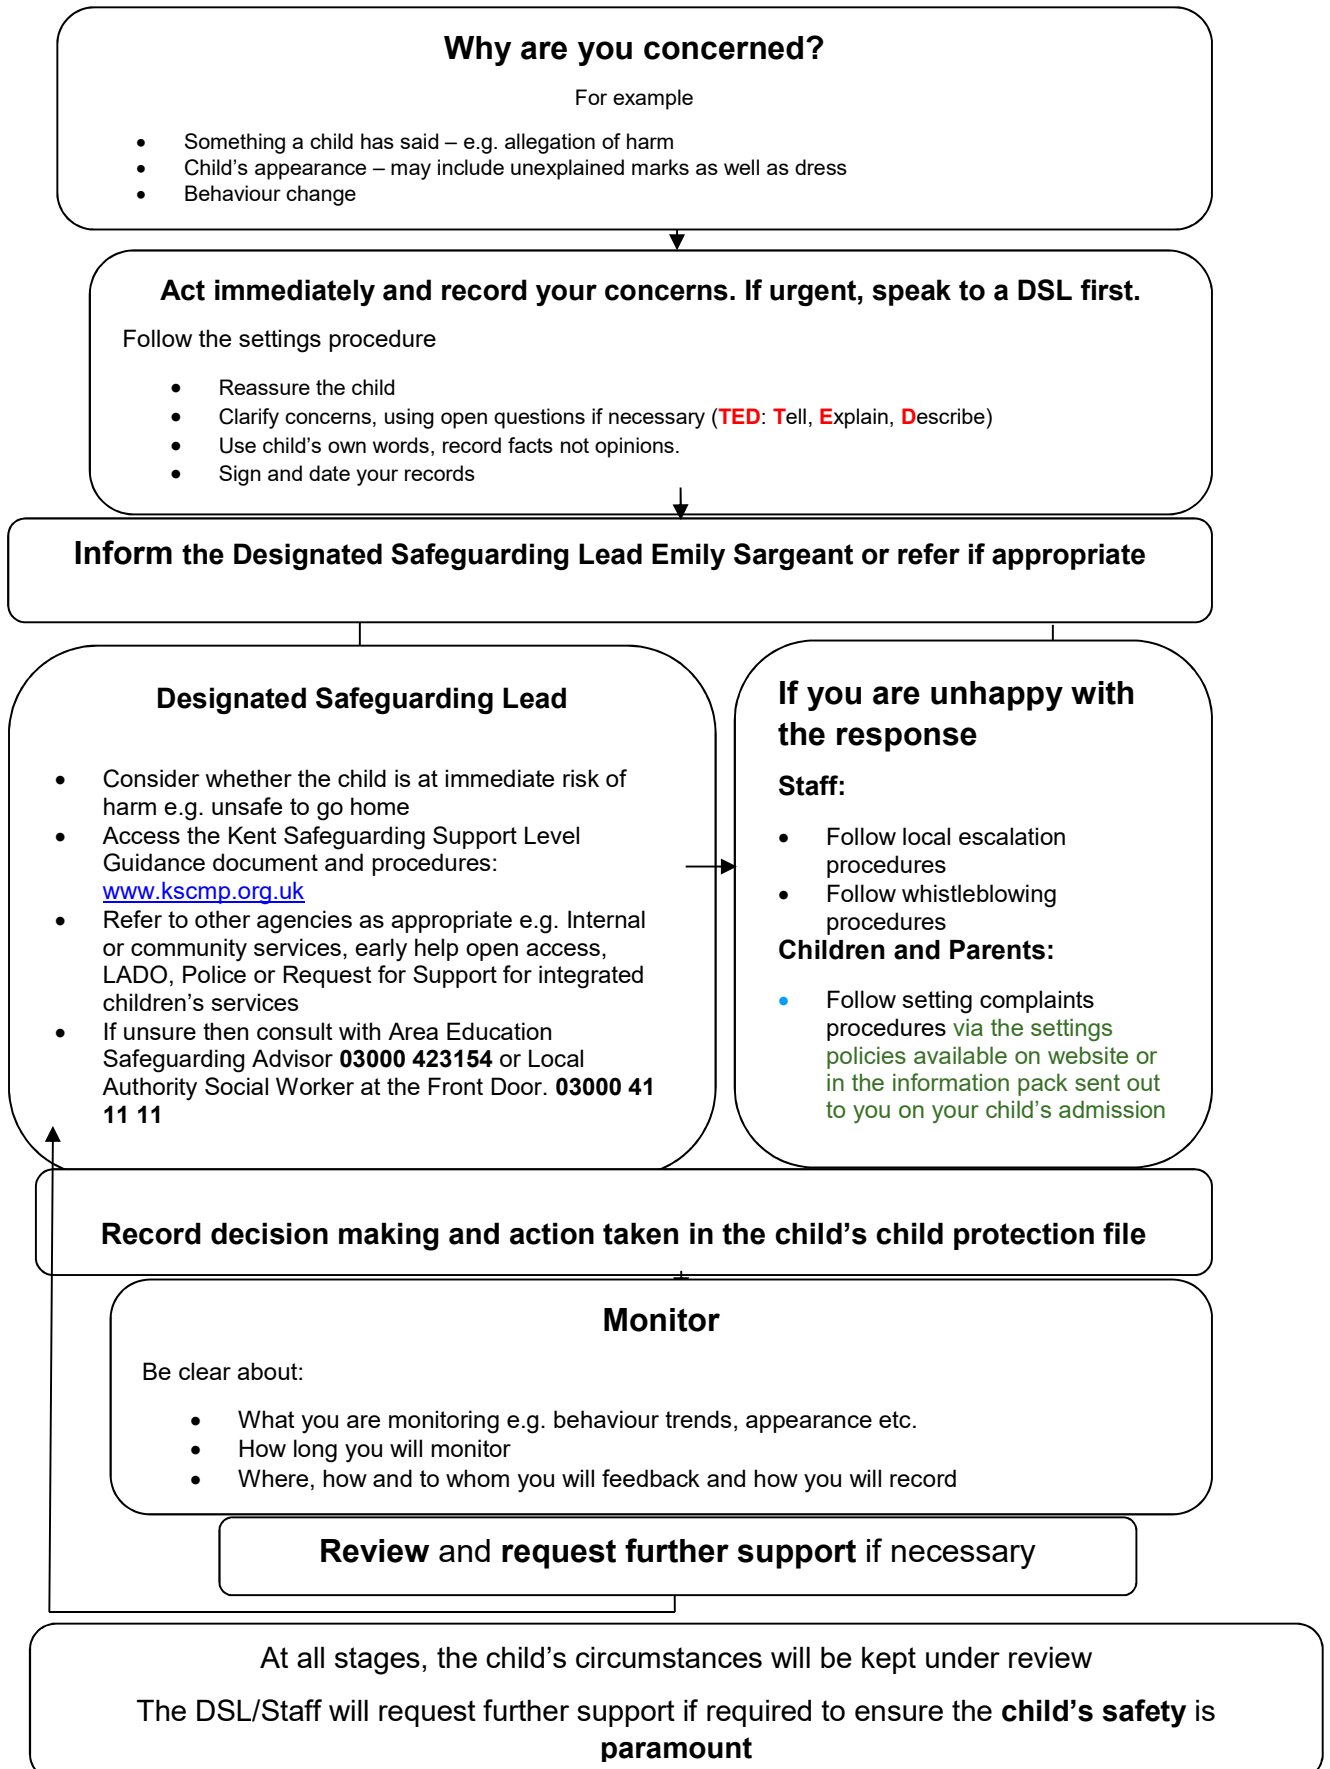 Why are you concerned?
For example
• Something a child has said – e.g. allegation of harm
• Child’s appearance – may include unexplained marks as well as dress
• Behaviour change
Act immediately and record your concerns. If urgent, speak to a DSL first.
Follow the settings procedure
• Reassure the child
• Clarify concerns, using open questions if necessary (TED: Tell, Explain, Describe)
• Use child’s own words, record facts not opinions.
• Sign and date your records
Inform the Designated Safeguarding Lead Emily Sargeant or refer if appropriate
Designated Safeguarding Lead
• Consider whether the child is at immediate risk of
harm e.g. unsafe to go home
• Access the Kent Safeguarding Support Level
Guidance document and procedures:
www.kscmp.org.uk
• Refer to other agencies as appropriate e.g. Internal
or community services, early help open access,
LADO, Police or Request for Support for integrated
children’s services
• If unsure then consult with Area Education
Safeguarding Advisor 03000 423154 or Local
Authority Social Worker at the Front Door. 03000 41
11 11
If you are unhappy with
the response
Staff:
• Follow local escalation
procedures
• Follow whistleblowing
procedures
Children and Parents:
• Follow setting complaints
procedures via the settings
policies available on website or
in the information pack sent out
to you on your child’s admission
Record decision making and action taken in the child’s child protection file
Monitor
Be clear about:
• What you are monitoring e.g. behaviour trends, appearance etc.
• How long you will monitor
• Where, how and to whom you will feedback and how you will record
Review and request further support if necessary
At all stages, the child’s circumstances will be kept under review
The DSL/Staff will request further support if required to ensure the child’s safety is
paramount